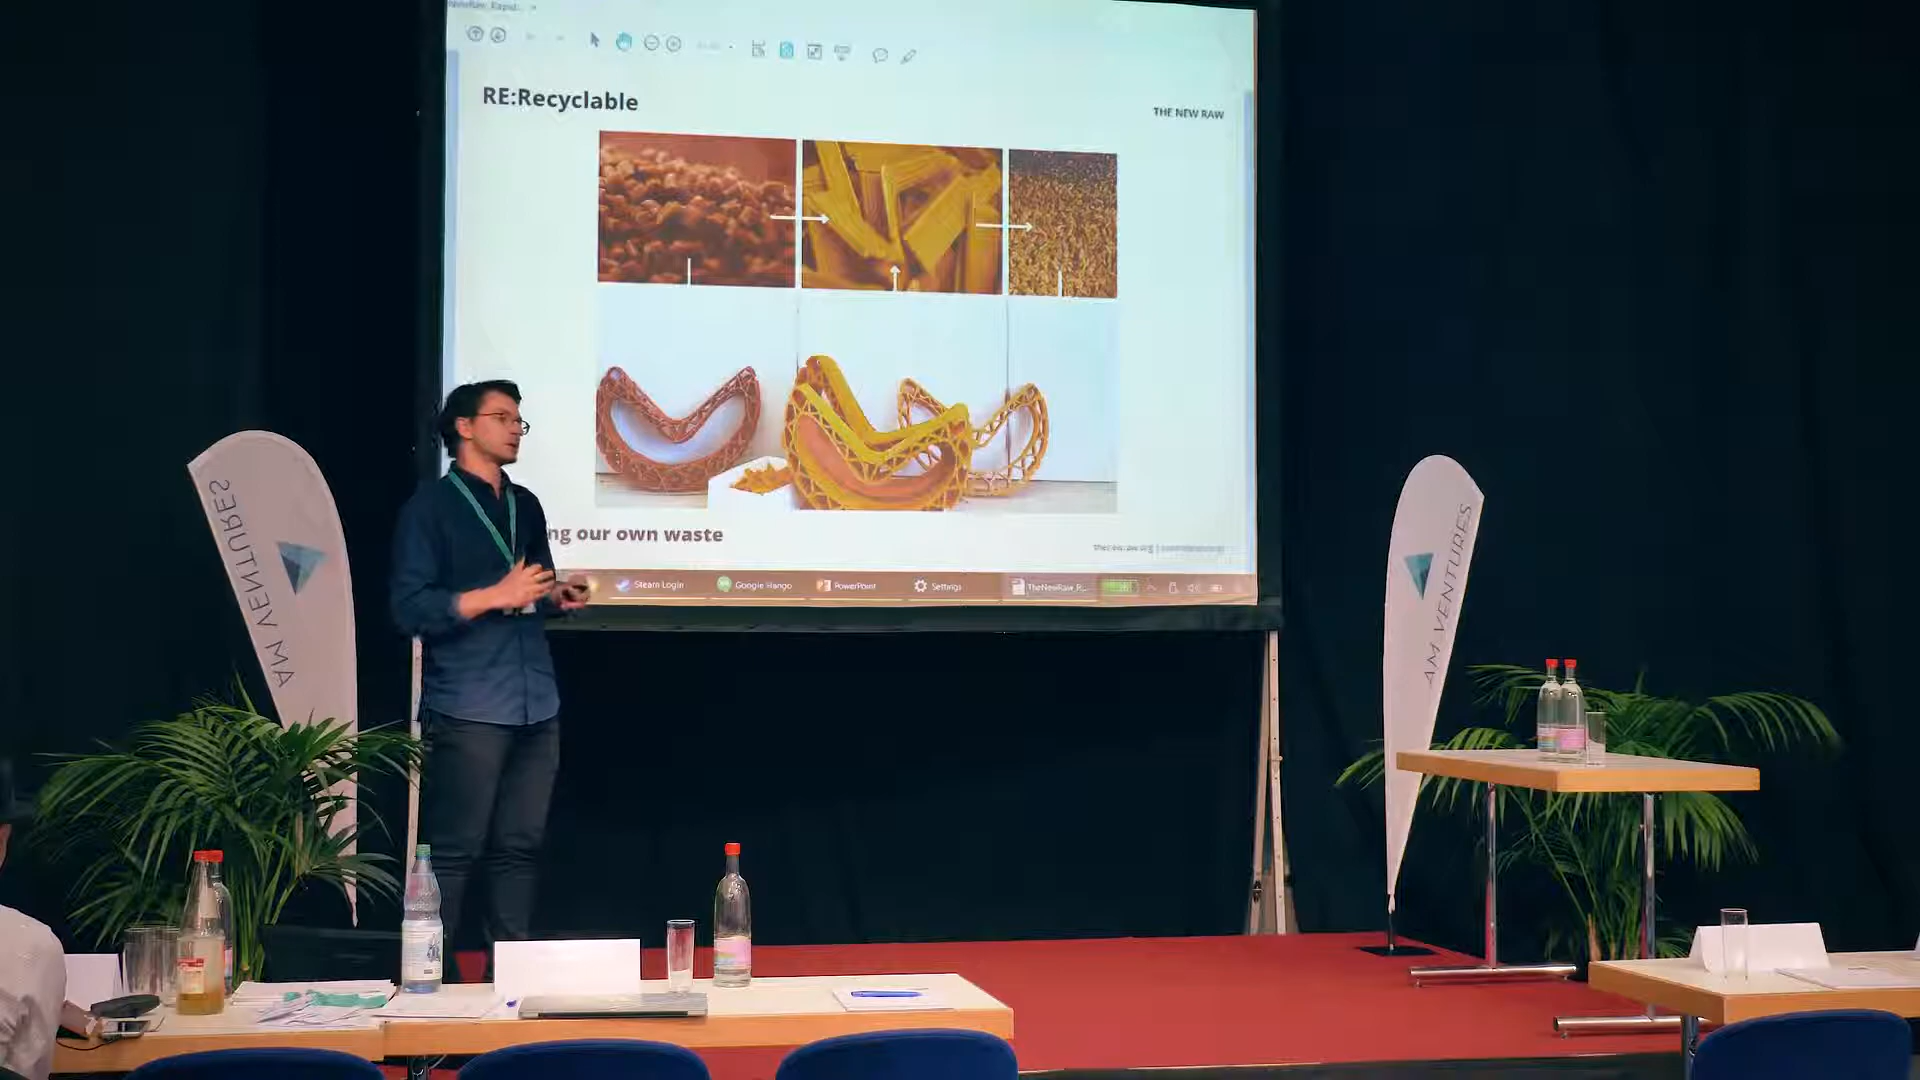 RE:Recyclable
THE NEW RAW
ng our own waste
Steam Login
Google Hango
PowerPoint
Settings
TheNewRaw_R...
AM VENTURES
AM VENTURES